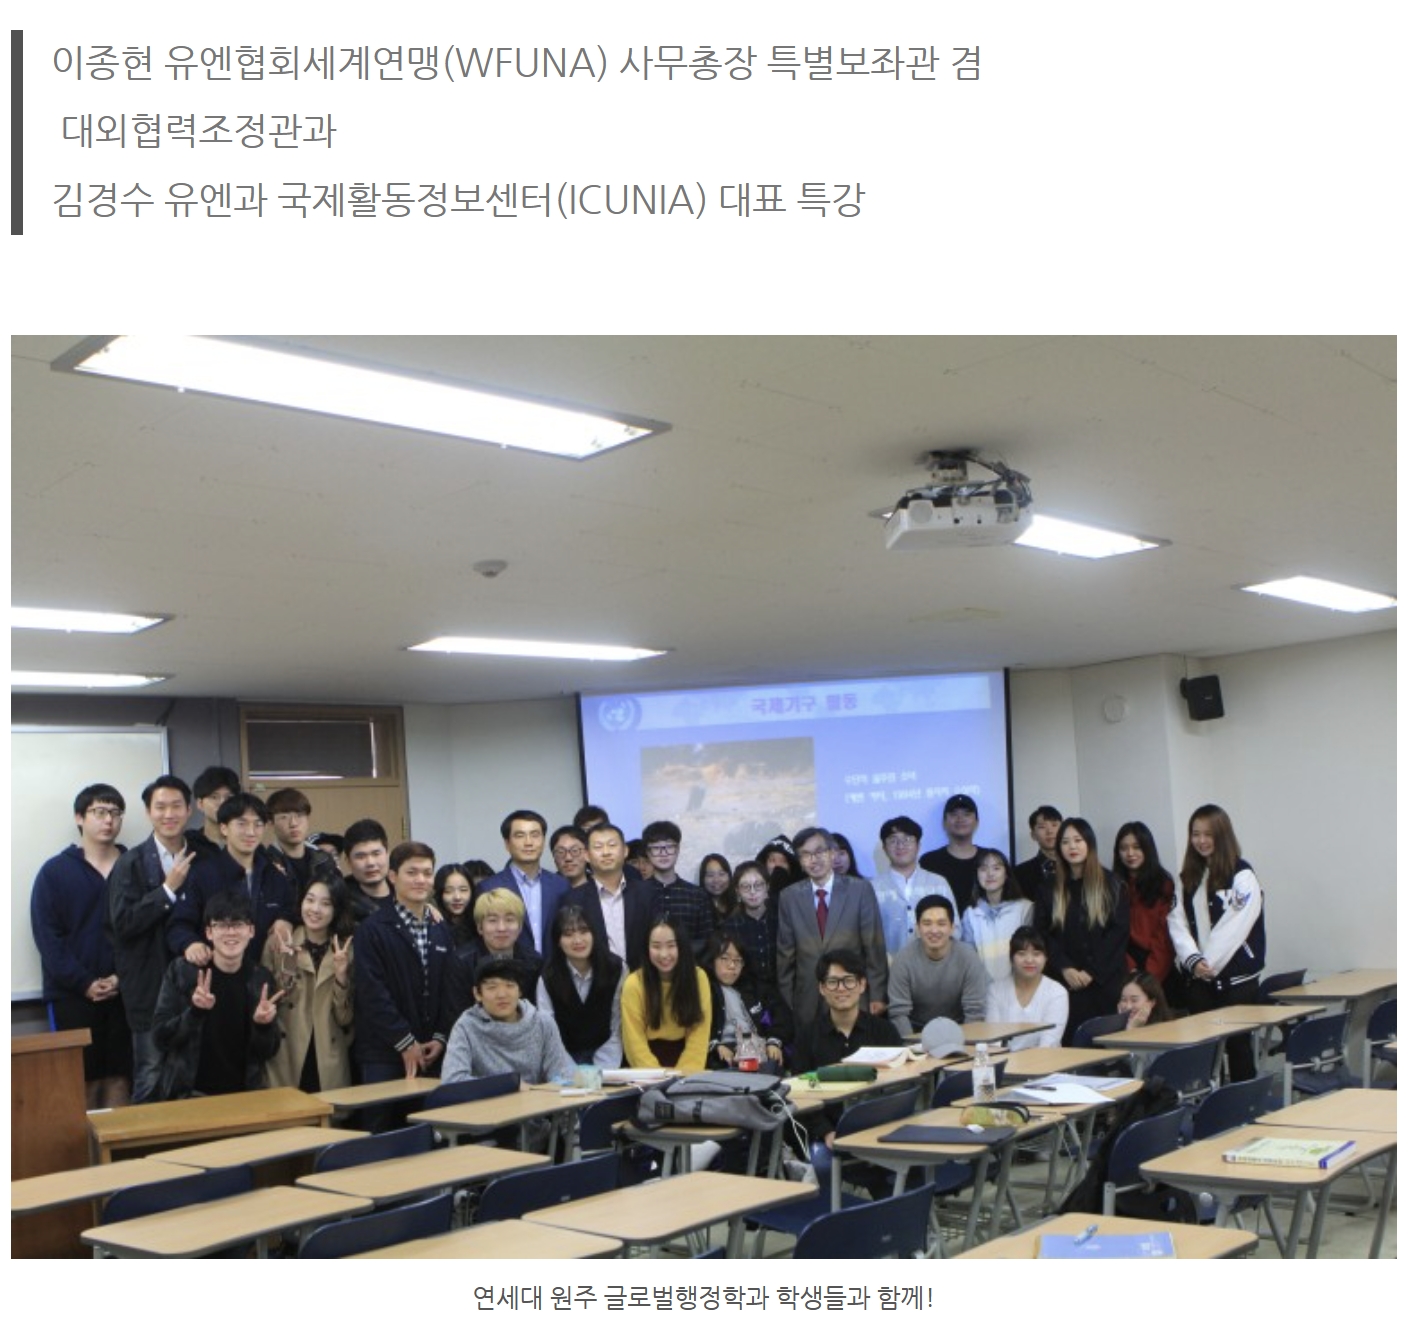 이종현 유엔협회세계연맹(WFUNA) 사무총장 특별보좌관 겸
대외협력조정관과
김경수 유엔과 국제활동정보센터(ICUNIA) 대표 특강
국제기구 활동
연세대 원주 글로벌행정학과 학생들과 함께!